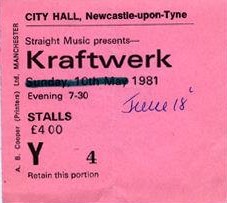 CITY HALL, Newcastle-upon-Tyne
Straight Music presents—
Kraftwerk
Sunday, 10th May 1981
Evening 7-30
June 18
STALLS
£4 00
Y 4
Retain this portion
A. B. Cooper (Printers) Ltd. MANCHESTER